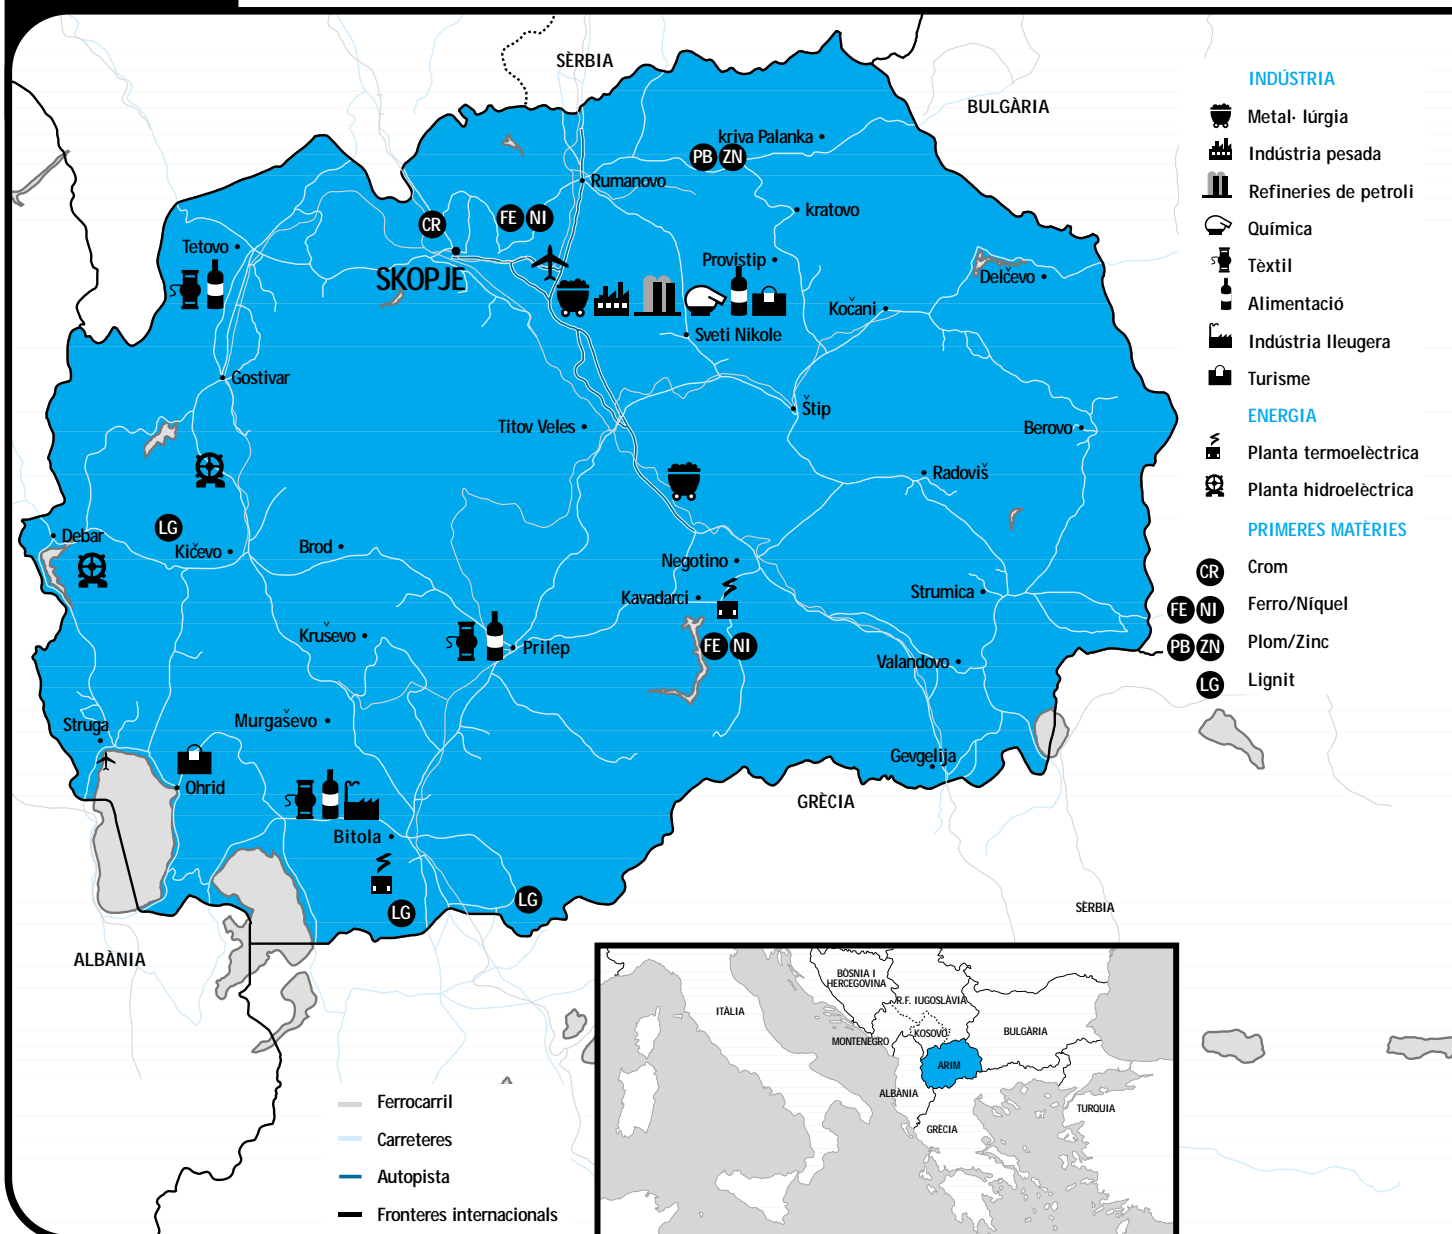 SÈRBIA
BULGÀRIA
kriva Palanka
PB ZN
Rumanovo
kratovo
CR
FE NI
Tetovo
SKOPJE
Provistip
Delčevo
Kočani
Sveti Nikole
Gostivar
Štip
Titov Veles
Berovo
Radoviš
LG
Debar
Kičevo
Brod
Negotino
Kavadarci
Strumica
Kruševo
Prilep
FE NI
Valandovo
Struga
Murgaševo
Gevgelija
Ohrid
GRÈCIA
Bitola
LG
LG
SÈRBIA
ALBÀNIA
INDÚSTRIA
Metal· lúrgia
Indústria pesada
Refineries de petroli
Química
Tèxtil
Alimentació
Indústria lleugera
Turisme
ENERGIA
Planta termoelèctrica
Planta hidroelèctrica
PRIMERES MATÈRIES
CR Crom
FE NI Ferro/Níquel
PB ZN Plom/Zinc
LG Lignit
Ferrocarril
Carreteres
Autopista
Fronteres internacionals
BÒSNIA I
HERCEGOVINA
R.F. IUGOSLÀVIA
ITÀLIA
KOSOVO
BULGÀRIA
MONTENEGRO
ARIM
ALBÀNIA
TURQUIA
GRÈCIA